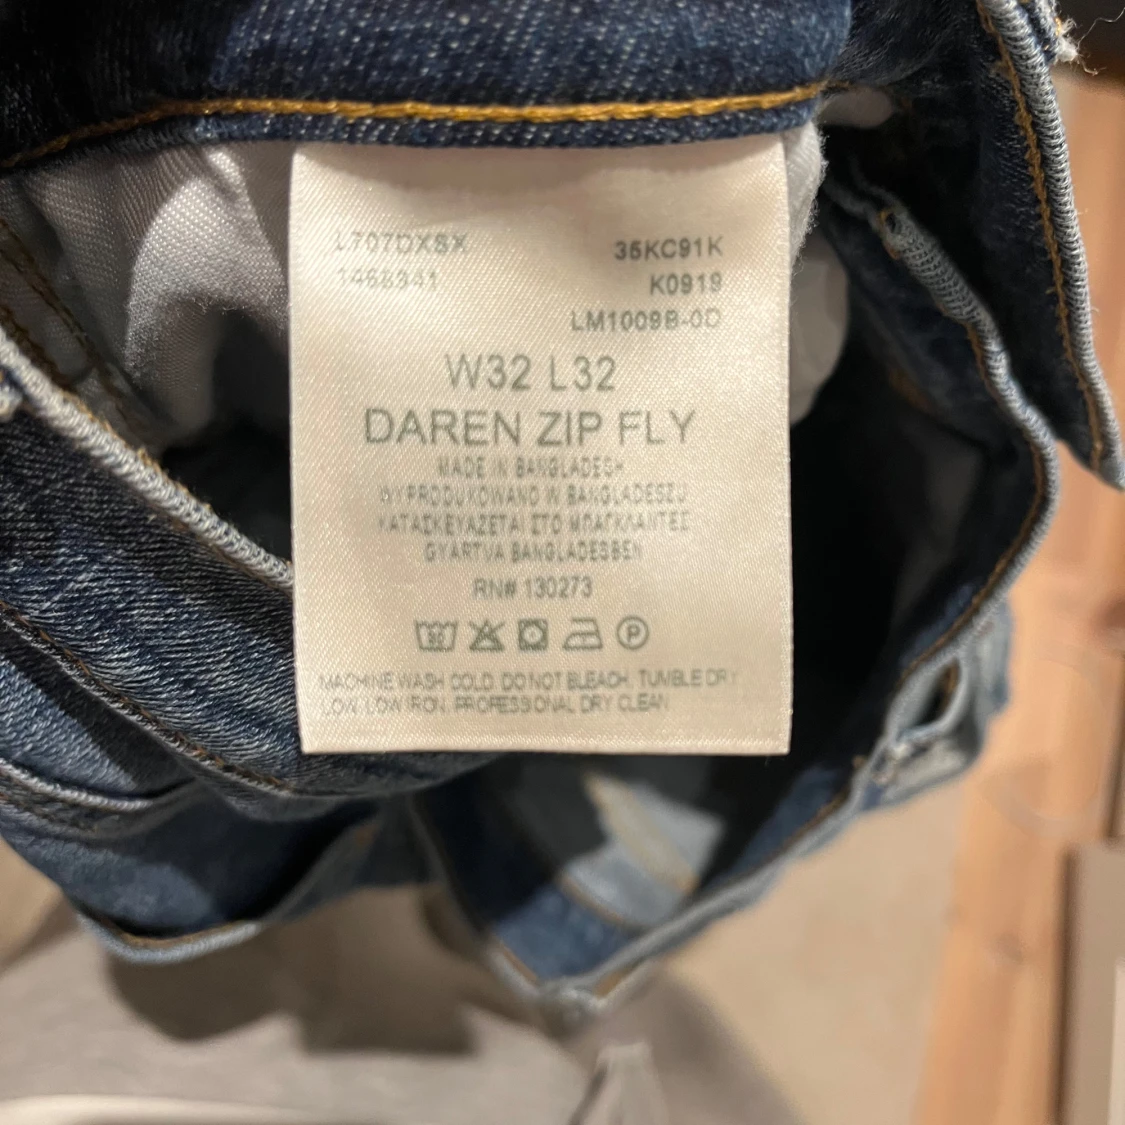 L707DXSX 35KC91K
1468341 K0919
LM1009B-0D
W32 L32
DAREN ZIP FLY
MADE IN BANGLADESH
WYPRODUKOWANO W BANGLADESZU
ΚΑΤΑΣΚΕΥΑΖΕΤΑΙ ΣΤΟ ΜΠΑΓΚΛΑΝΤΕΣ
GYARTVA BANGLADESBEN
RN# 130273
P
MACHINE WASH COLD. DO NOT BLEACH. TUMBLE DRY
LOW. LOW IRON. PROFESSIONAL DRY CLEAN